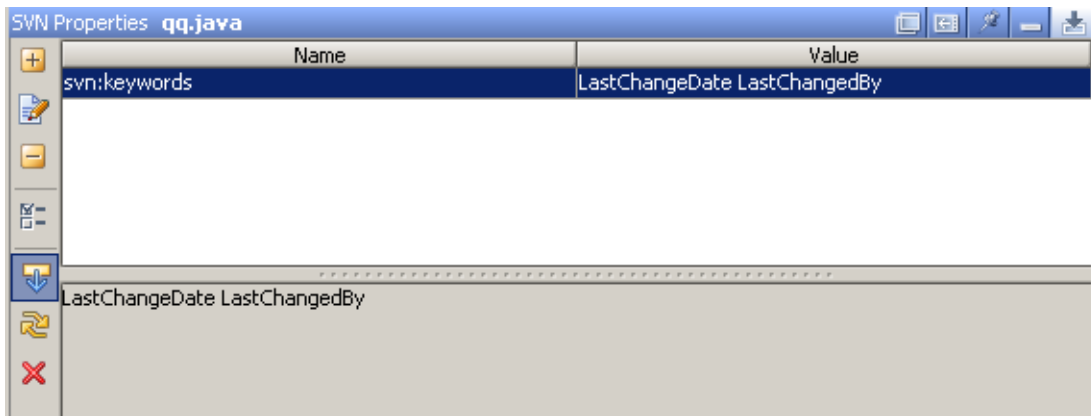 SVN Properties qq.java
Name Value
svn:keywords LastChangeDate LastChangedBy
LastChangeDate LastChangedBy